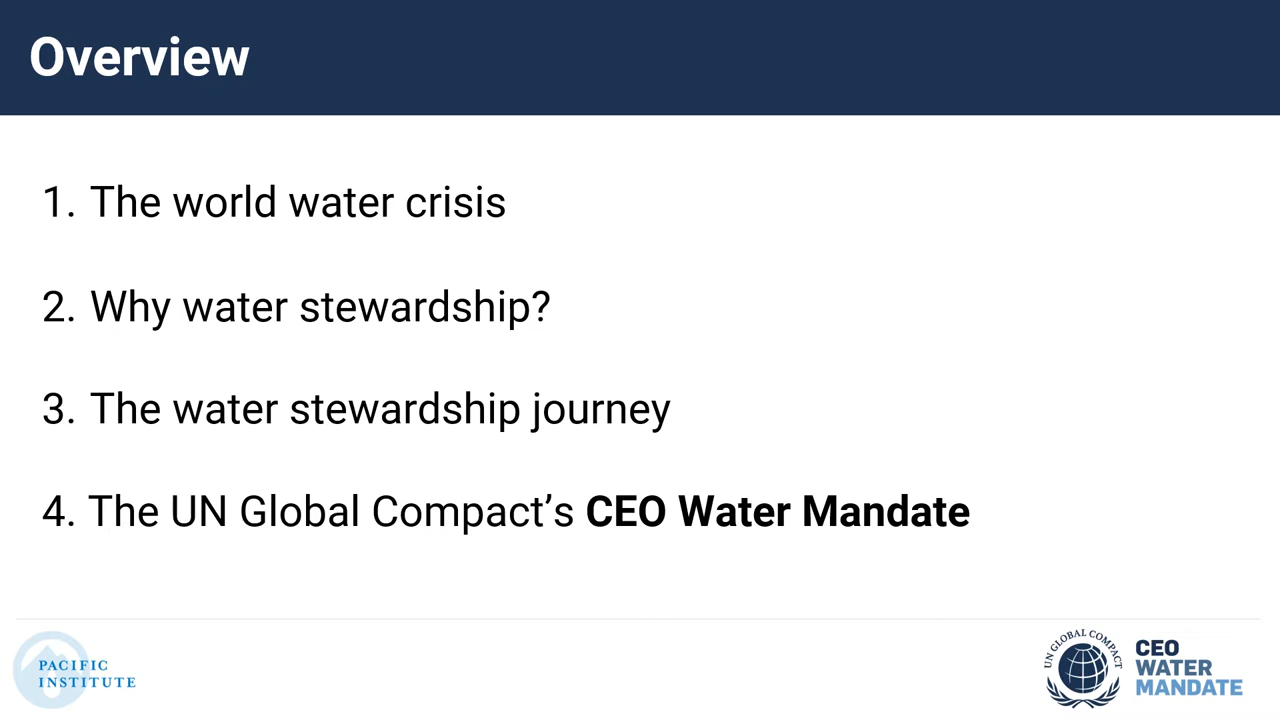 Overview
1. The world water crisis
2. Why water stewardship?
3. The water stewardship journey
4. The UN Global Compact’s CEO Water Mandate
PACIFIC
INSTITUTE
UN GLOBAL COMPACT
CEO
WATER
MANDATE